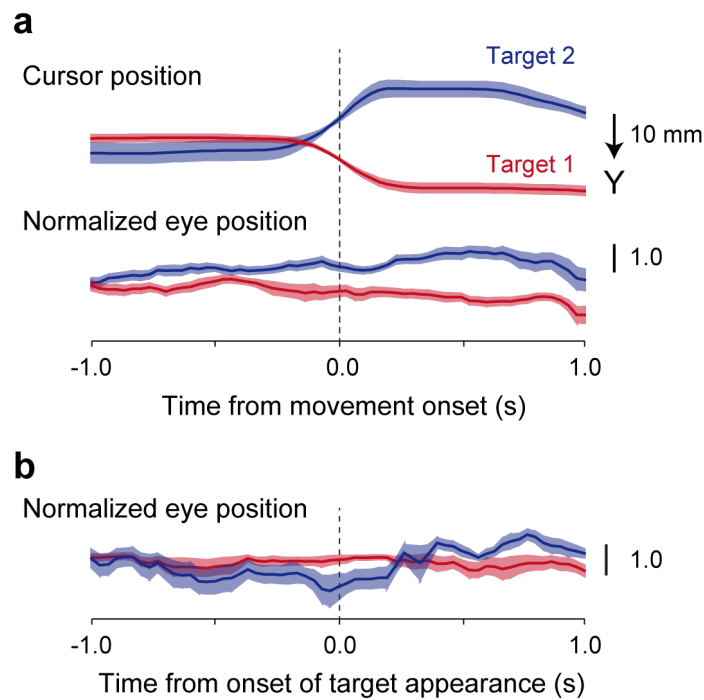 a
Cursor position
Target 2
10 mm
Target 1
Y
Normalized eye position
1.0
-1.0 0.0 1.0
Time from movement onset (s)
b
Normalized eye position
1.0
-1.0 0.0 1.0
Time from onset of target appearance (s)